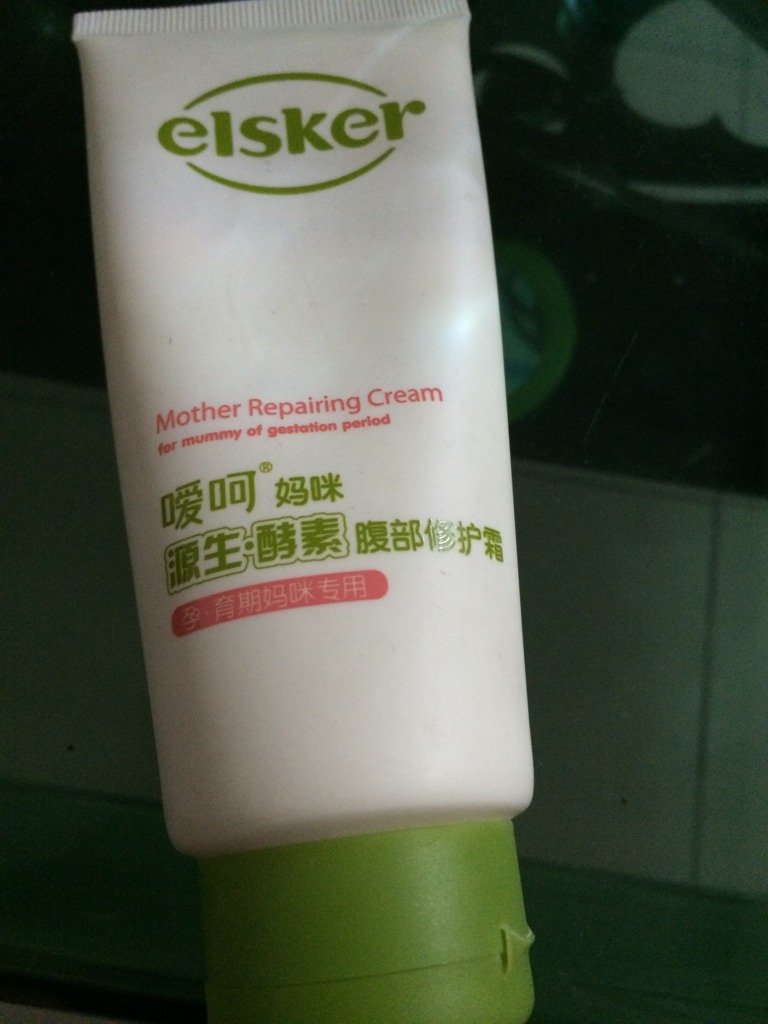 elsker
Mother Repairing Cream
for mummy of gestation period
嗳呵® 妈咪
源生·酵素 腹部修护霜
孕·育期妈咪专用